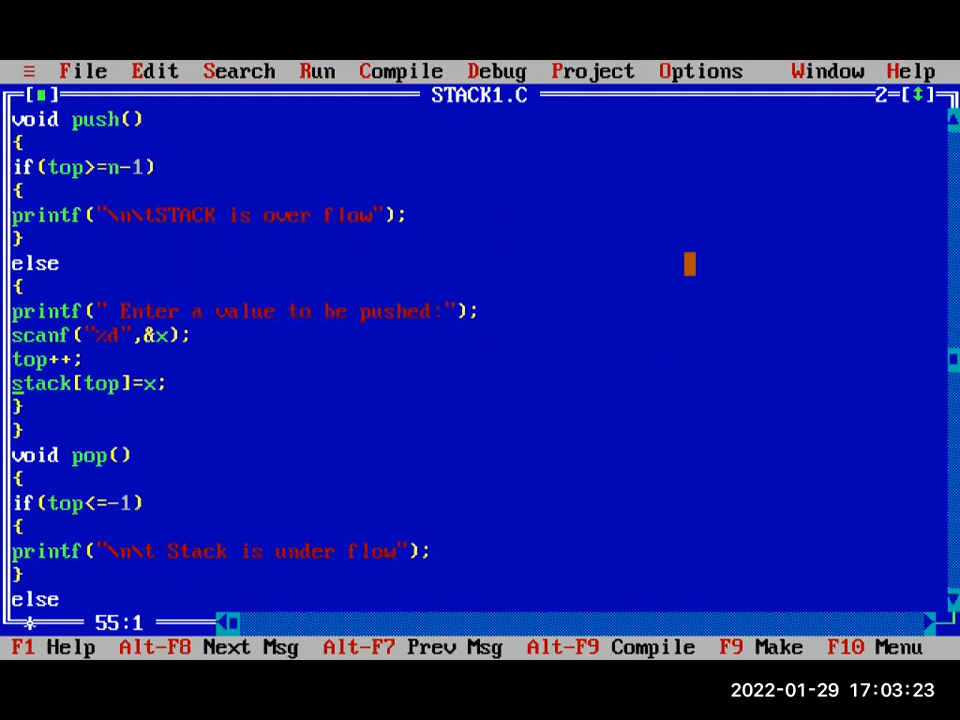 ≡ File Edit Search Run Compile Debug Project Options Window Help
[■] STACK1.C 2=[↕]
void push()
{
if(top>=n-1)
{
printf("\n\tSTACK is over flow");
}
else
{
printf(" Enter a value to be pushed:");
scanf("%d",&x);
top++;
stack[top]=x;
}
}
void pop()
{
if(top<=-1)
{
printf("\n\t Stack is under flow");
}
else
55:1
F1 Help Alt-F8 Next Msg Alt-F7 Prev Msg Alt-F9 Compile F9 Make F10 Menu
2022-01-29 17:03:23